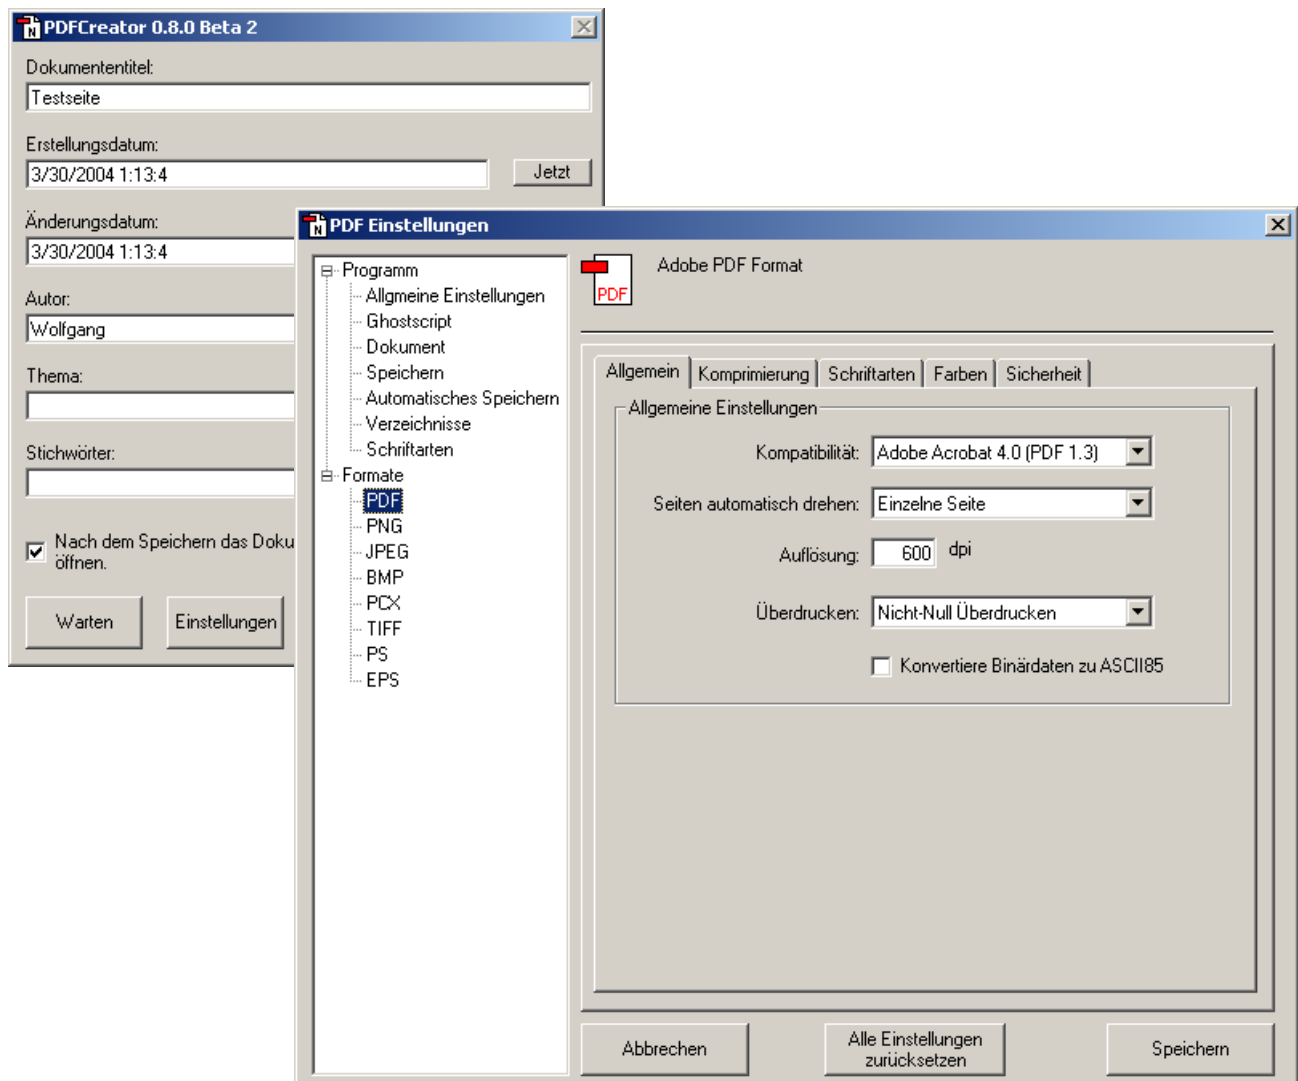 PDFCreator 0.8.0 Beta 2
Dokumententitel:
Testseite
Erstellungsdatum:
3/30/2004 1:13:4
Jetzt
Änderungsdatum:
3/30/2004 1:13:4
Autor:
Wolfgang
Thema:
Stichwörter:
Nach dem Speichern das Doku
öffnen.
Warten
Einstellungen
PDF Einstellungen
Programm
Allgmeine Einstellungen
Ghostscript
Dokument
Speichern
Automatisches Speichern
Verzeichnisse
Schriftarten
Formate
PDF
PNG
JPEG
BMP
PCX
TIFF
PS
EPS
PDF
Adobe PDF Format
Allgemein
Komprimierung
Schriftarten
Farben
Sicherheit
Allgemeine Einstellungen
Kompatibilität: Adobe Acrobat 4.0 (PDF 1.3)
Seiten automatisch drehen: Einzelne Seite
Auflösung: 600 dpi
Überdrucken: Nicht-Null Überdrucken
Konvertiere Binärdaten zu ASCII85
Abbrechen
Alle Einstellungen
zurücksetzen
Speichern